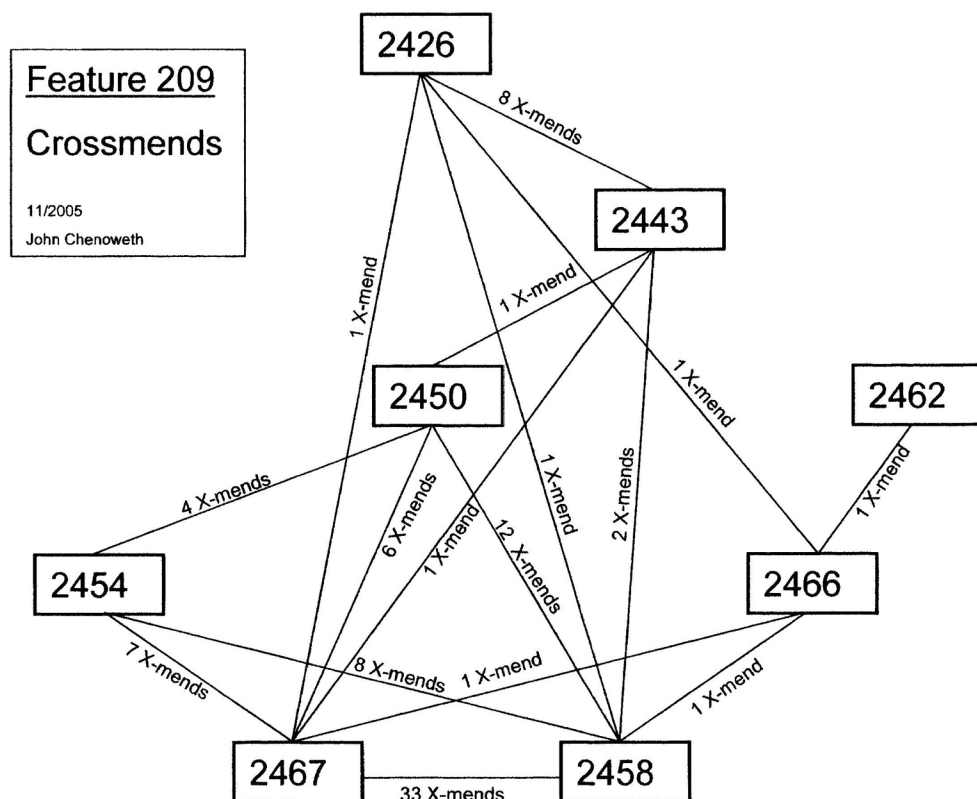 Feature 209
Crossmends
11/2005
John Chenoweth
2426
8 X-mends
2443
1 X-mend
1 X-mend
2450
1 X-mend
2462
4 X-mends
6 X-mends
1 X-mend
12 X-mends
1 X-mend
2 X-mends
1 X-mend
2454
2466
7 X-mends
8 X-mends
1 X-mend
1 X-mend
2467
2458
33 X-mends